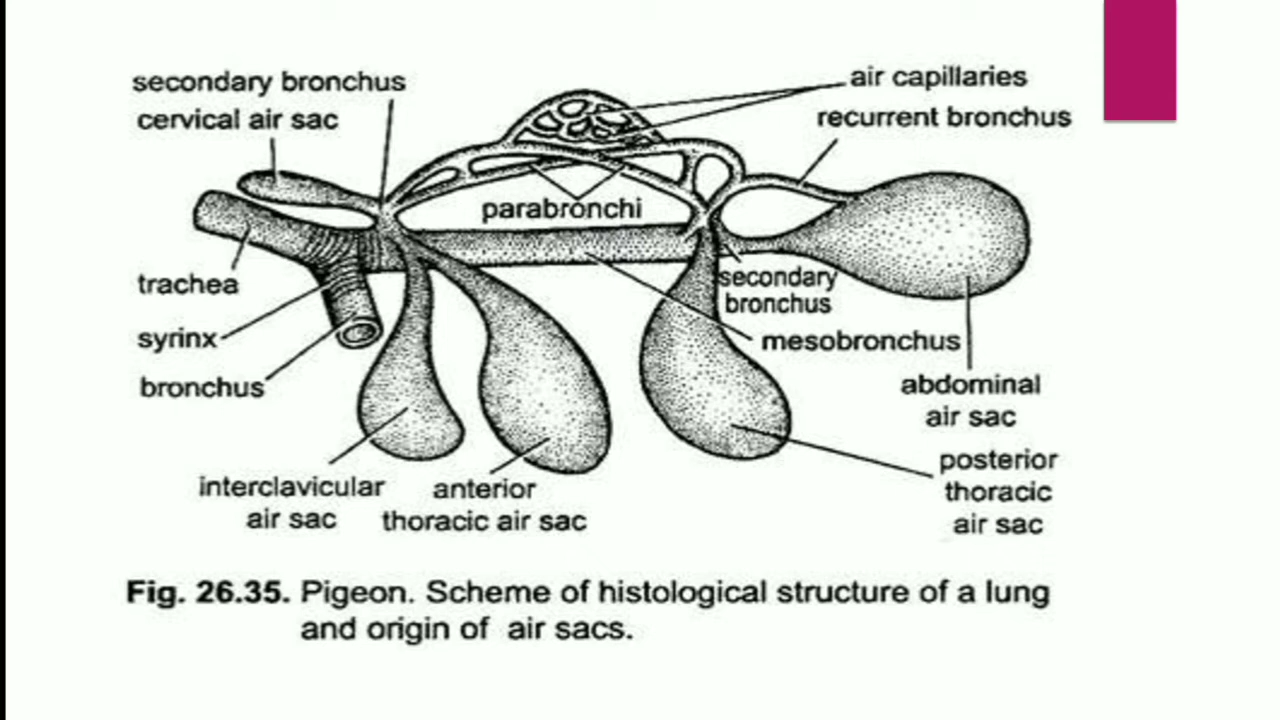 secondary bronchus
cervical air sac
air capillaries
recurrent bronchus
parabronchi
trachea
syrinx
bronchus
secondary
bronchus
mesobronchus
abdominal
air sac
interclavicular
air sac
anterior
thoracic air sac
posterior
thoracic
air sac
Fig. 26.35. Pigeon. Scheme of histological structure of a lung
and origin of air sacs.